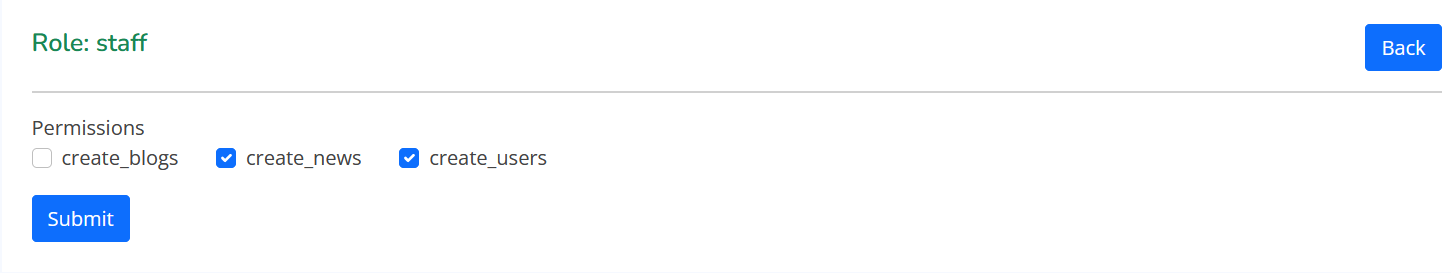 Role: staff
Back
Permissions
create_blogs create_news create_users
Submit